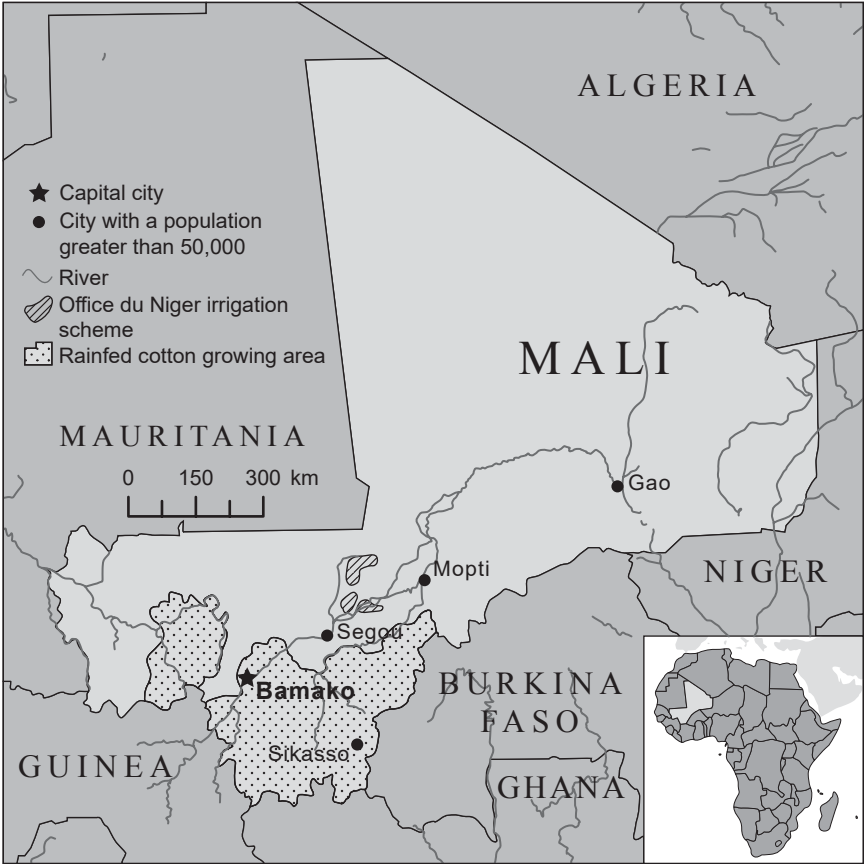 ALGERIA
Capital city
City with a population
greater than 50,000
River
Office du Niger irrigation
scheme
Rainfed cotton growing area
MALI
MAURITANIA
0 150 300 km
Gao
Mopti
NIGER
Segou
Bamako
BURKINA
FASO
Sikasso
GUINEA
GHANA